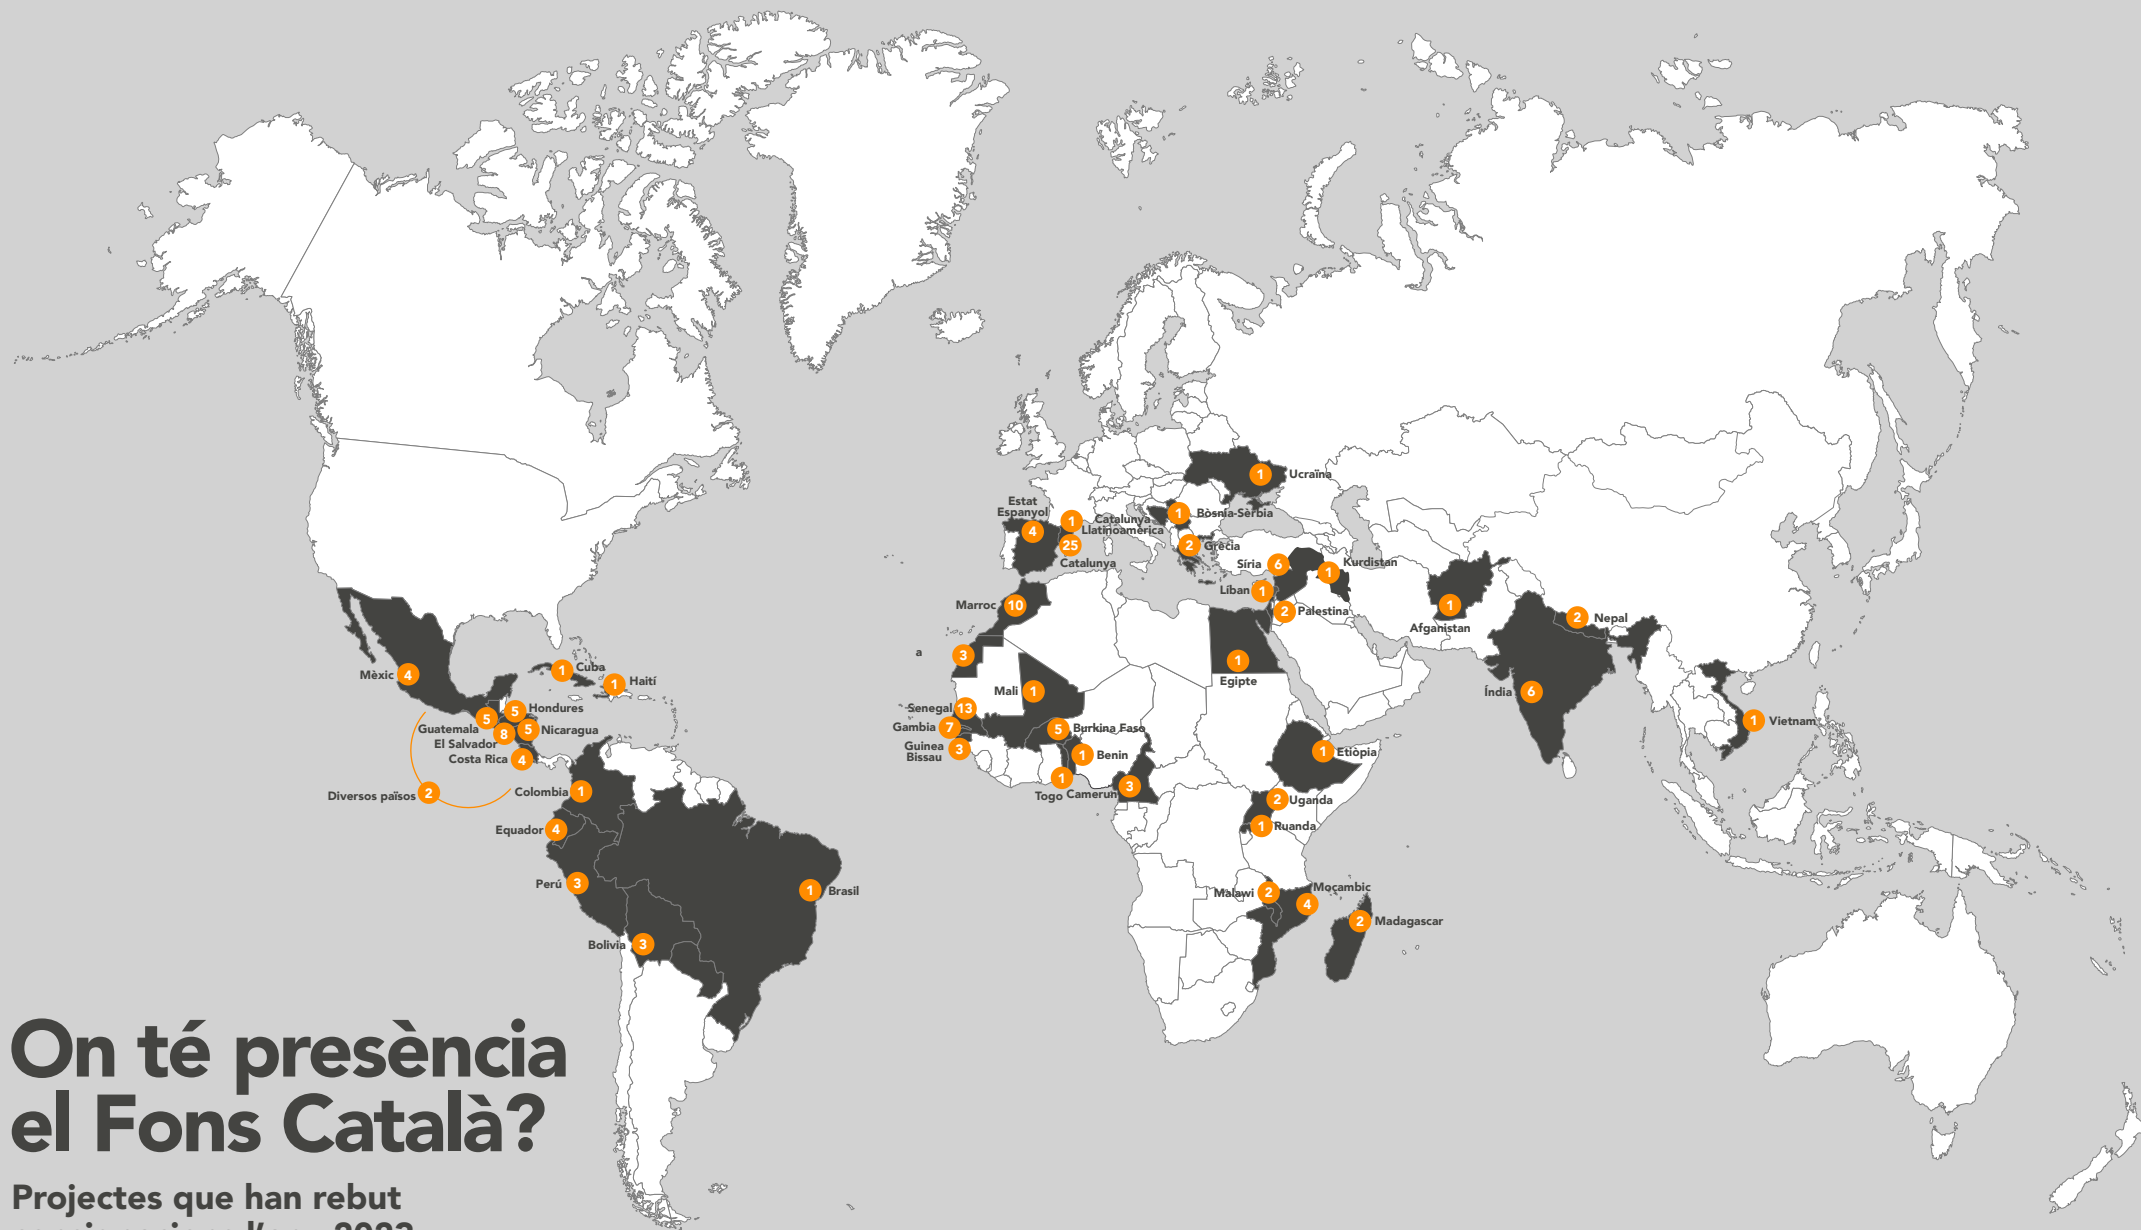 1 Ucraïna
Estat
Espanyol
4
1 Catalunya
Llatinoamèrica
25
Catalunya
1 Bòsnia-Sèrbia
2 Grècia
Síria 6
1 Kurdistan
Líban 1
2 Palestina
Marroc 10
1
Afganistan
2 Nepal
a 3
Mèxic 4
1 Cuba
1 Haití
1
Egipte
Mali 1
Índia 6
Senegal 13
5 Hondures
Guatemala 5
5 Nicaragua
El Salvador 8
Gambia 7
5 Burkina Faso
1 Vietnam
Guinea
Bissau 3
1 Benin
1 Etiòpia
Costa Rica 4
1
Togo
Camerun 3
Diversos països 2
Colombia 1
2 Uganda
Equador 4
1 Ruanda
Perú 3
1 Brasil
Malawi 2
Moçambic
4
2 Madagascar
Bolivia 3
On té presència
el Fons Català?
Projectes que han rebut